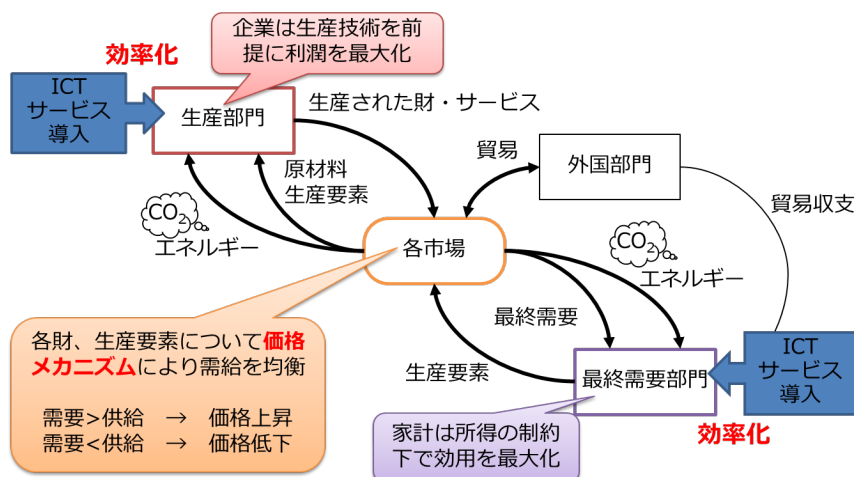 企業は生産技術を前
提に利潤を最大化
効率化
ICT
サービス
導入
生産部門
生産された財・サービス
貿易
外国部門
原材料
生産要素
貿易収支
CO2
エネルギー
各市場
CO2
エネルギー
各財、生産要素について価格
メカニズムにより需給を均衡
需要>供給 → 価格上昇
需要<供給 → 価格低下
最終需要
生産要素
最終需要部門
ICT
サービス
導入
効率化
家計は所得の制約
下で効用を最大化